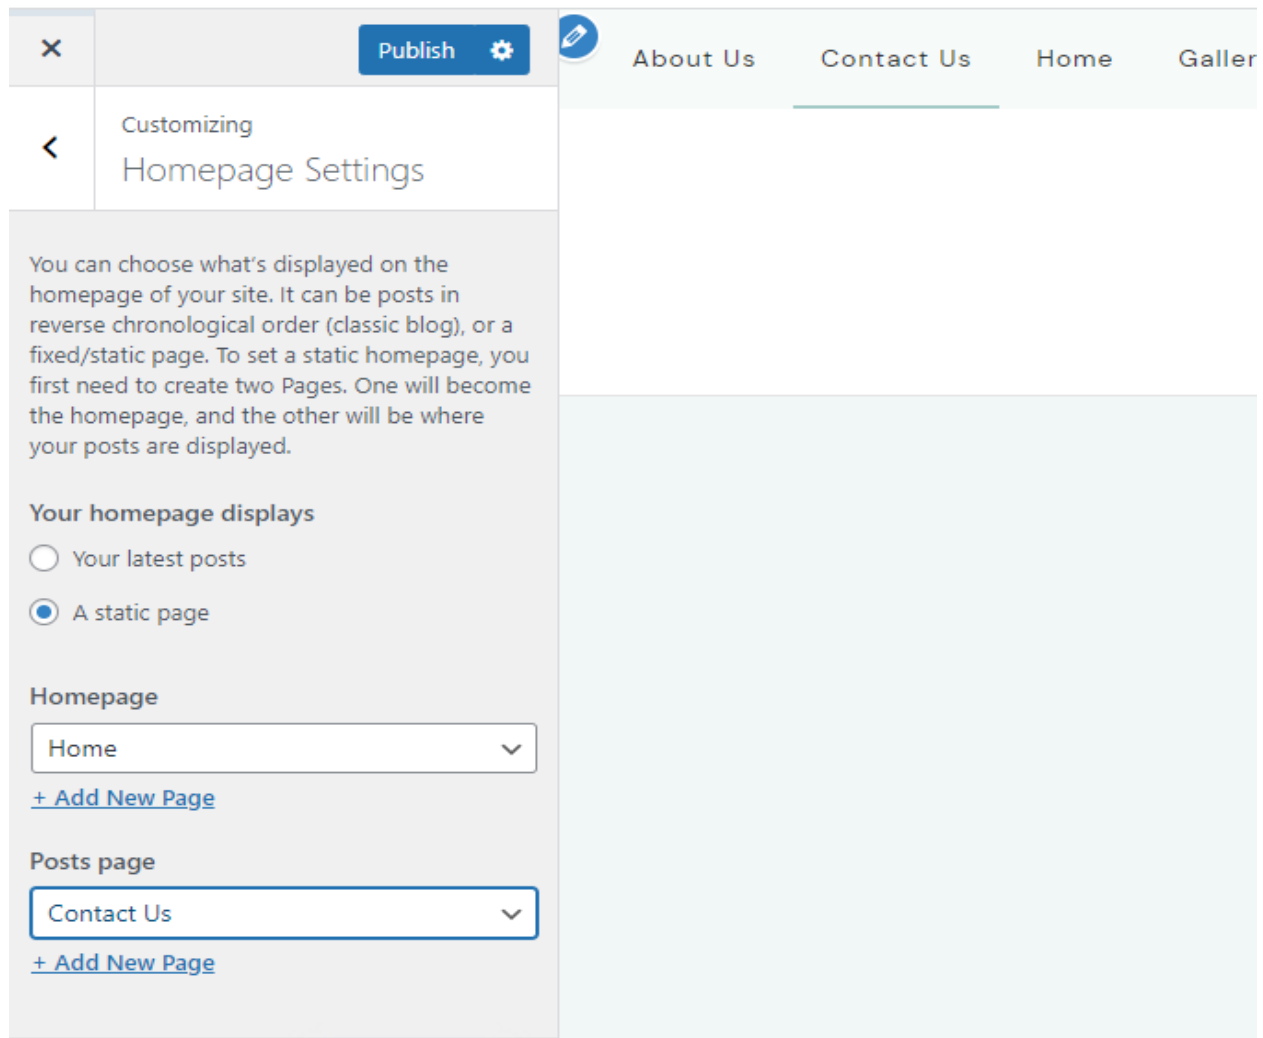 Publish
About Us Contact Us Home Galler
Customizing
Homepage Settings
You can choose what's displayed on the
homepage of your site. It can be posts in
reverse chronological order (classic blog), or a
fixed/static page. To set a static homepage, you
first need to create two Pages. One will become
the homepage, and the other will be where
your posts are displayed.
Your homepage displays
Your latest posts
A static page
Homepage
Home
+ Add New Page
Posts page
Contact Us
+ Add New Page